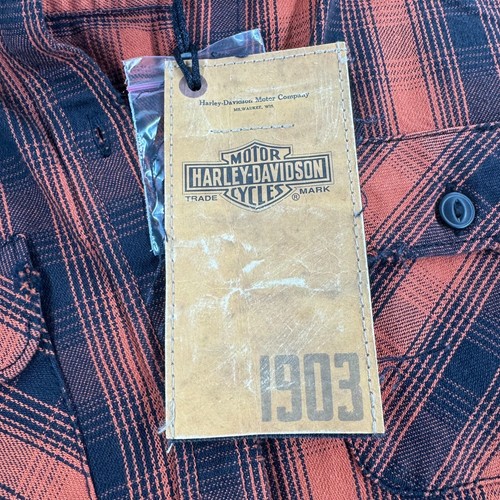 Harley-Davidson Motor Company
MILWAUKEE, WIS.
MOTOR
HARLEY-DAVIDSON
CYCLES
TRADE ® MARK
1903